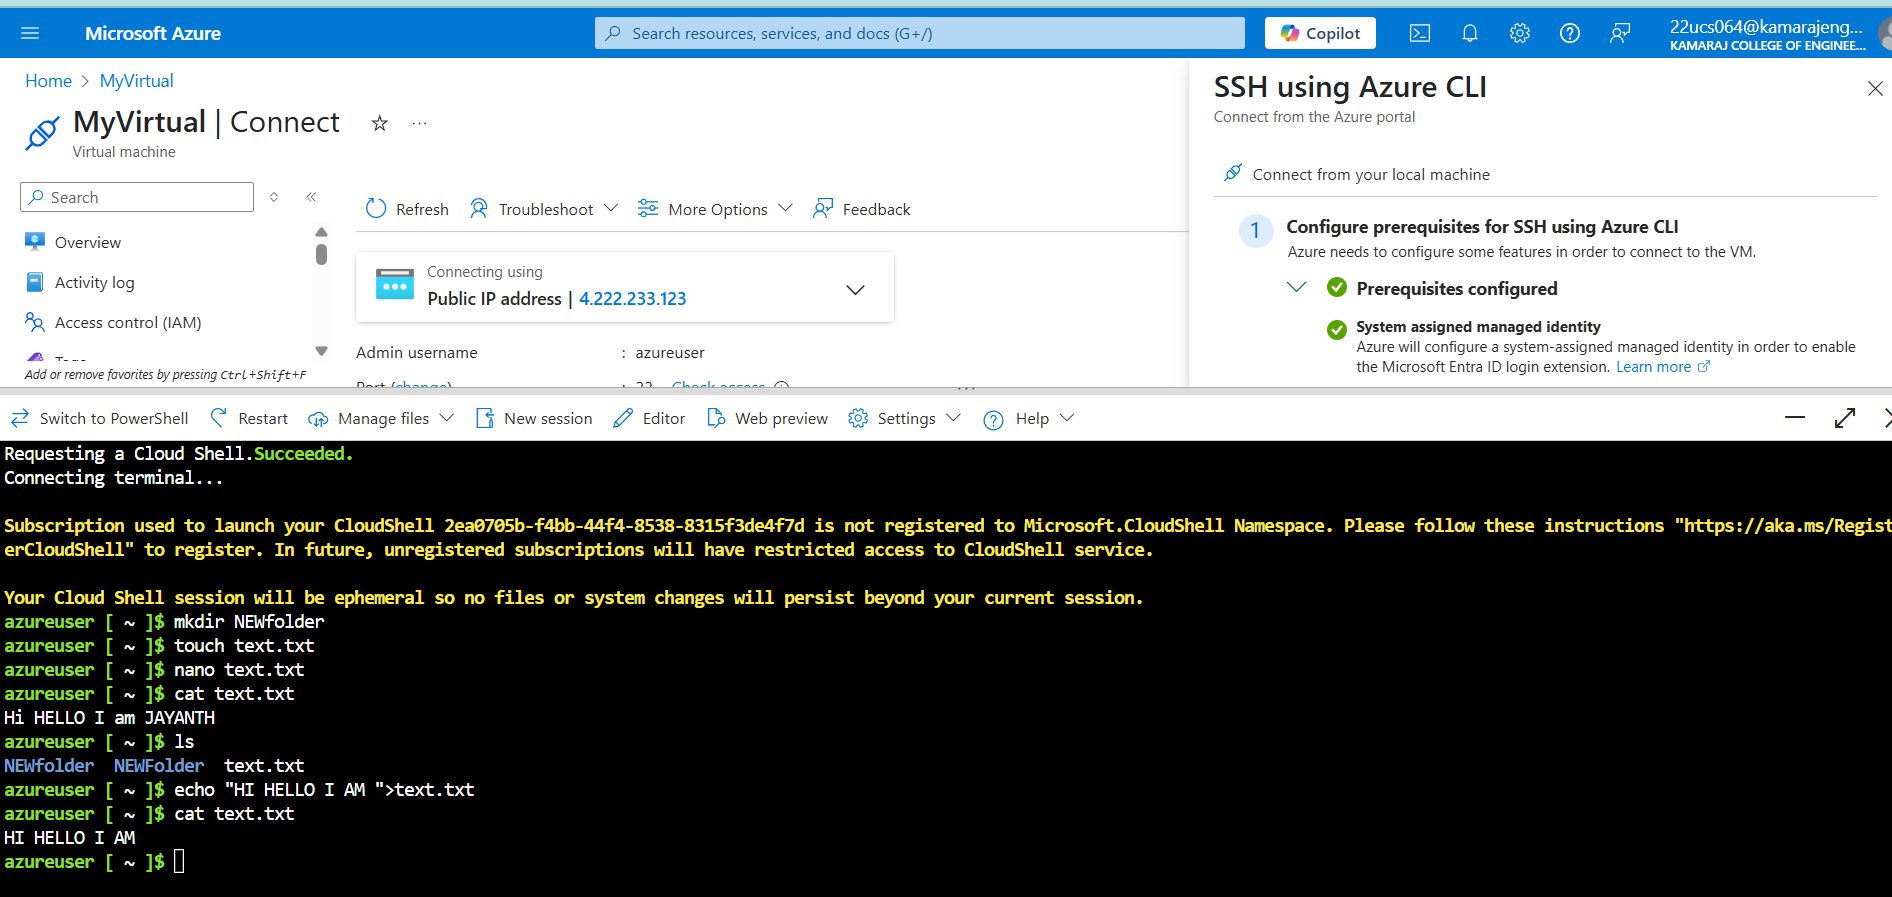 Microsoft Azure
Search resources, services, and docs (G+/)
Copilot
22ucs064@kamarajeng...
KAMARAJ COLLEGE OF ENGINEE...
Home > MyVirtual
MyVirtual | Connect
Virtual machine
Search
Overview
Activity log
Access control (IAM)
Tags
Add or remove favorites by pressing Ctrl+Shift+F
Refresh
Troubleshoot
More Options
Feedback
Connecting using
Public IP address | 4.222.233.123
Admin username : azureuser
Port (change) : 22 Check access
SSH using Azure CLI
Connect from the Azure portal
Connect from your local machine
1 Configure prerequisites for SSH using Azure CLI
Azure needs to configure some features in order to connect to the VM.
Prerequisites configured
System assigned managed identity
Azure will configure a system-assigned managed identity in order to enable
the Microsoft Entra ID login extension. Learn more
Switch to PowerShell
Restart
Manage files
New session
Editor
Web preview
Settings
Help
Requesting a Cloud Shell.Succeeded.
Connecting terminal...
Subscription used to launch your CloudShell 2ea0705b-f4bb-44f4-8538-8315f3de4f7d is not registered to Microsoft.CloudShell Namespace. Please follow these instructions "https://aka.ms/Regist
erCloudShell" to register. In future, unregistered subscriptions will have restricted access to CloudShell service.
Your Cloud Shell session will be ephemeral so no files or system changes will persist beyond your current session.
azureuser [ ~ ]$ mkdir NEWfolder
azureuser [ ~ ]$ touch text.txt
azureuser [ ~ ]$ nano text.txt
azureuser [ ~ ]$ cat text.txt
Hi HELLO I am JAYANTH
azureuser [ ~ ]$ ls
NEWfolder  NEWFolder  text.txt
azureuser [ ~ ]$ echo "HI HELLO I AM ">text.txt
azureuser [ ~ ]$ cat text.txt
HI HELLO I AM
azureuser [ ~ ]$